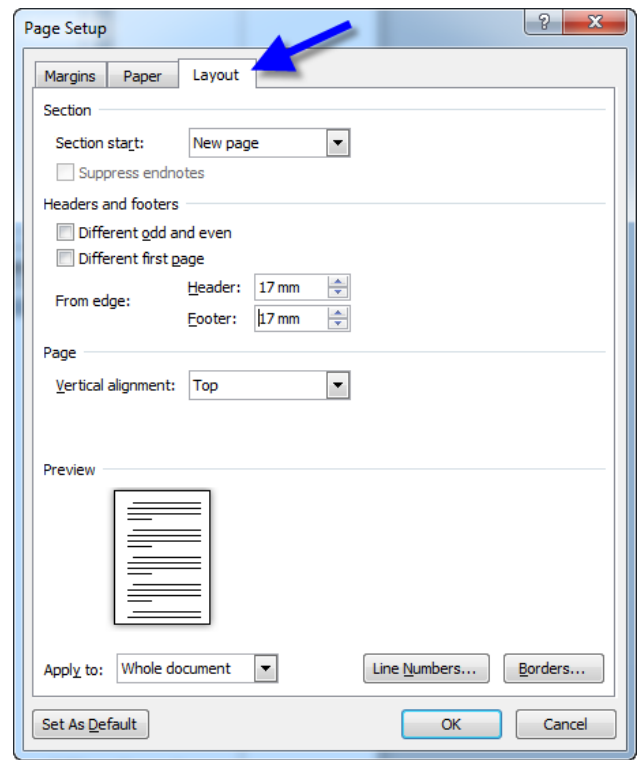 Page Setup
Margins Paper Layout
Section
Section start: New page
Suppress endnotes
Headers and footers
Different odd and even
Different first page
From edge:
Header: 17 mm
Footer: 17 mm
Page
Vertical alignment: Top
Preview
Apply to: Whole document Line Numbers... Borders...
Set As Default OK Cancel